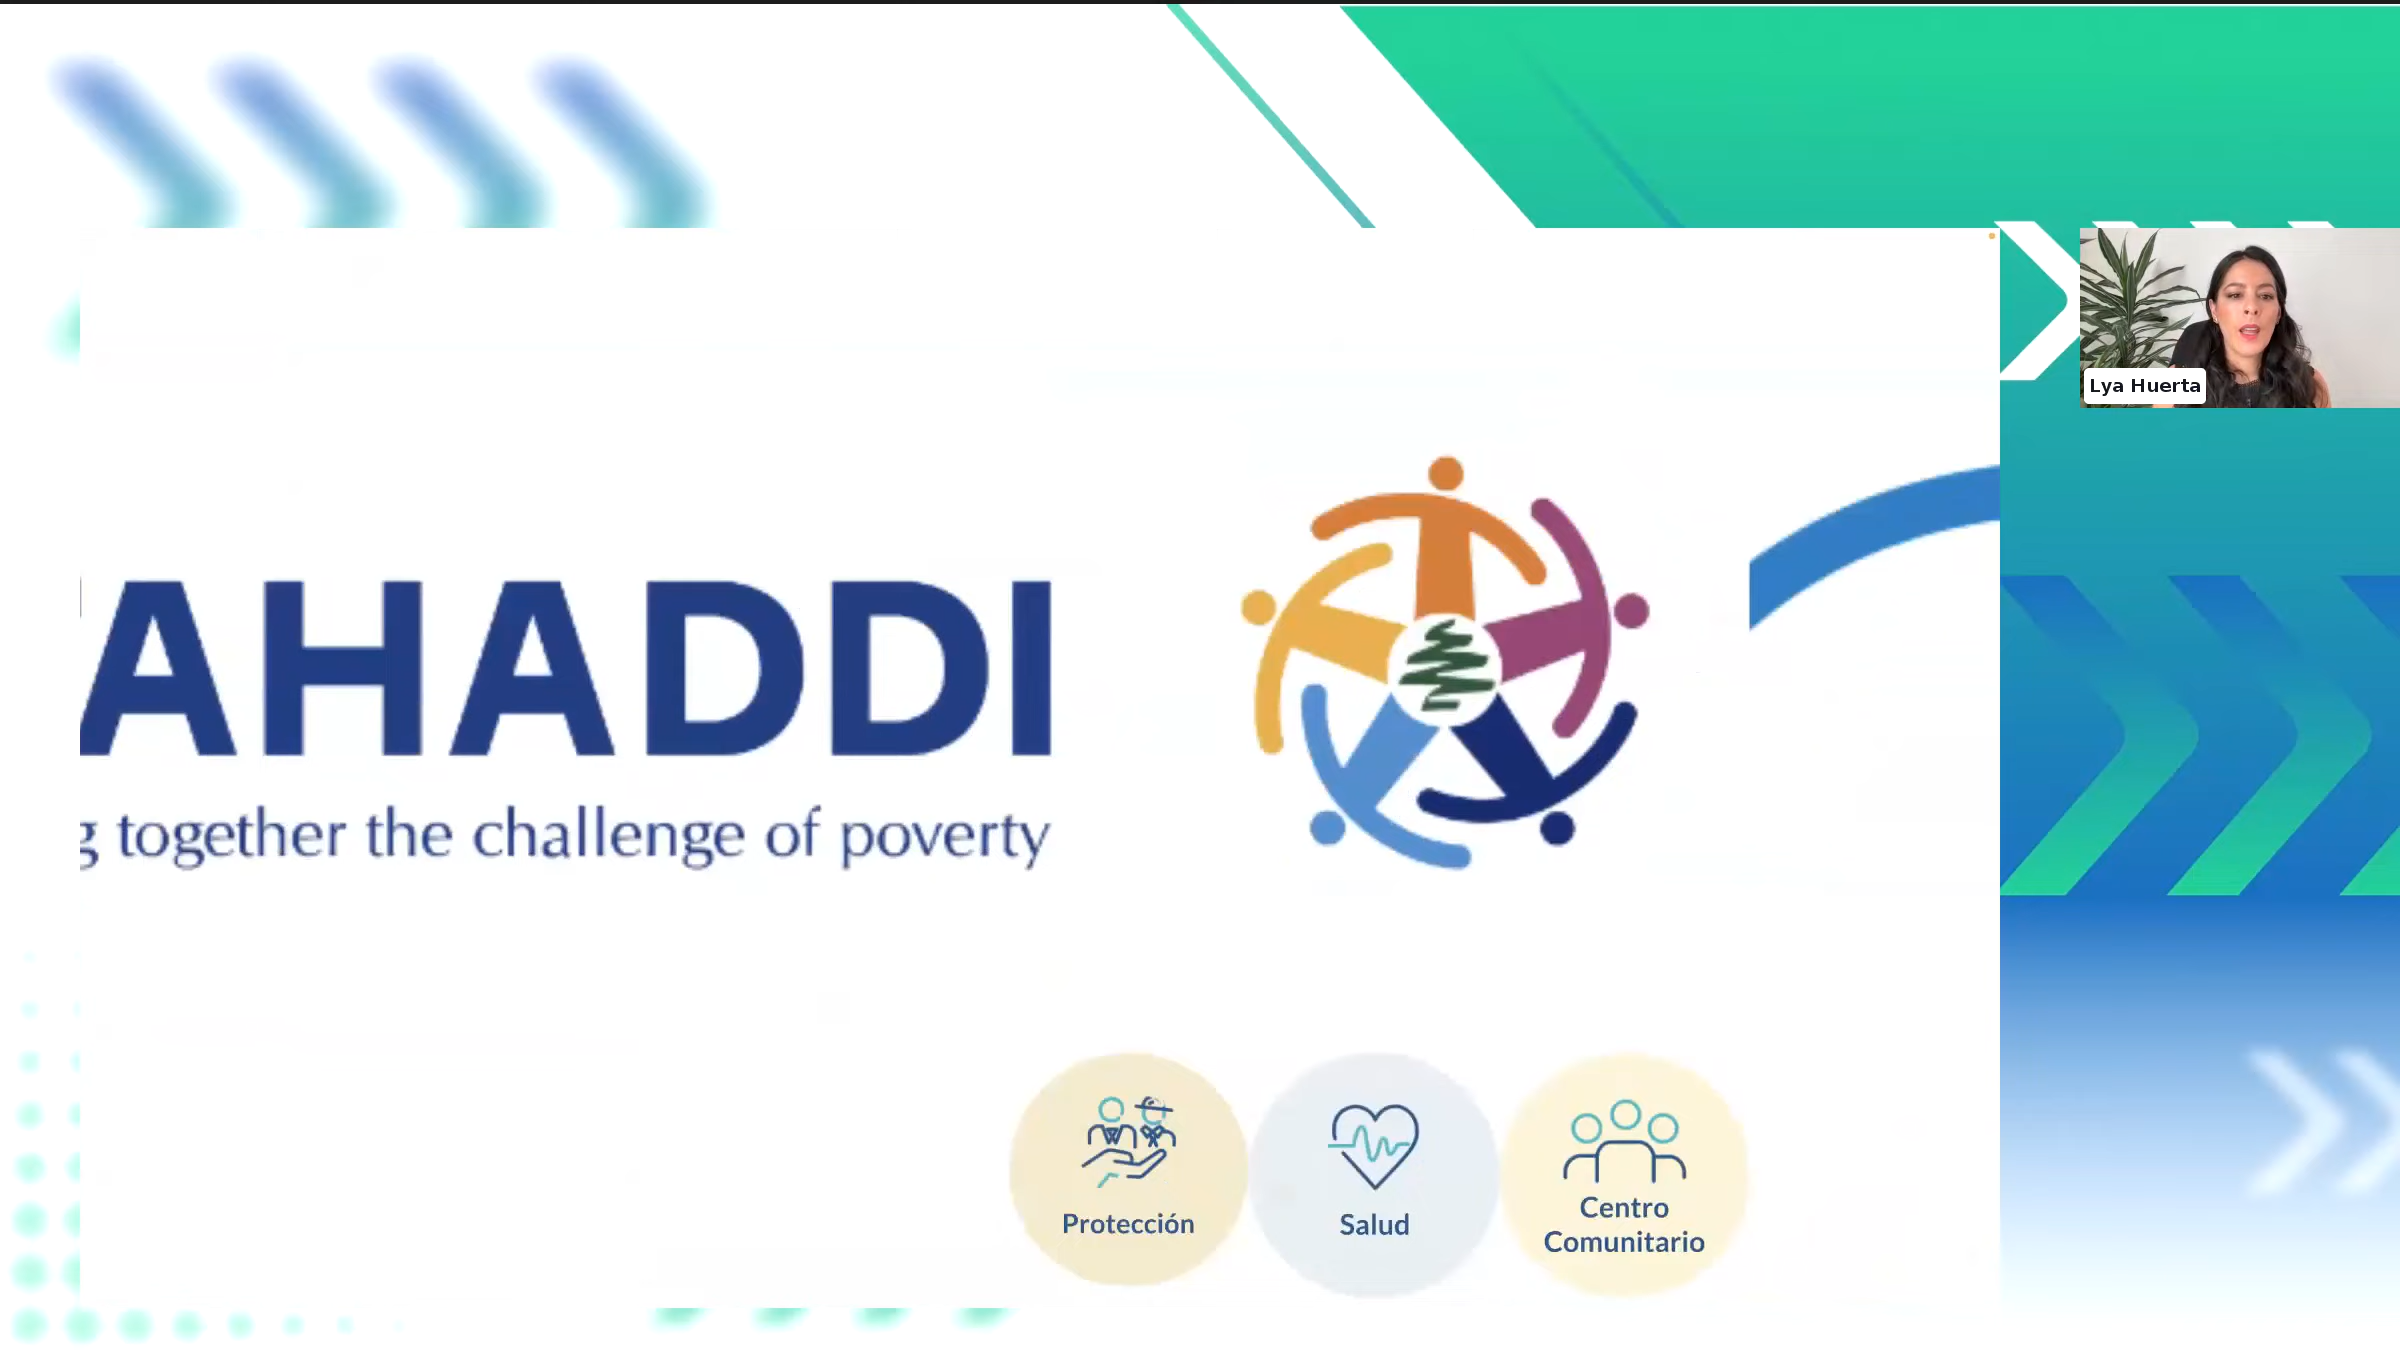 Lya Huerta
AHADDI
g together the challenge of poverty
Protección
Salud
Centro
Comunitario